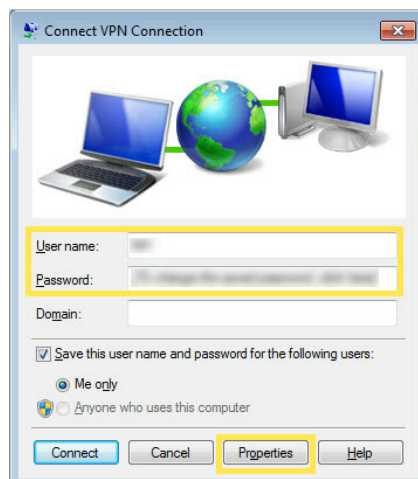 Connect VPN Connection
User name:
Password:
Domain:
Save this user name and password for the following users:
Me only
Anyone who uses this computer
Connect Cancel Properties Help